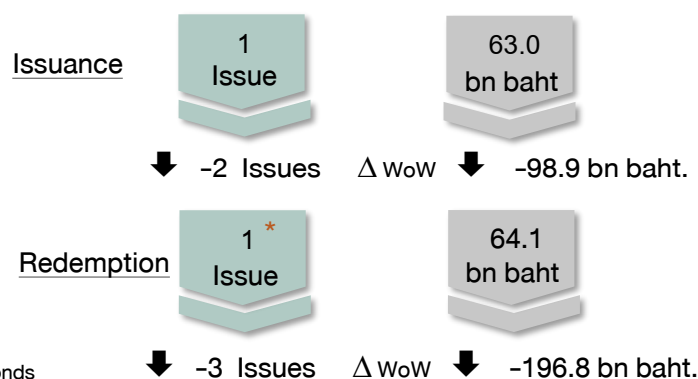 Issuance
1
Issue
63.0
bn baht
-2 Issues Δ WoW -98.9 bn baht.
Redemption
1 *
Issue
64.1
bn baht
-3 Issues Δ WoW -196.8 bn baht.